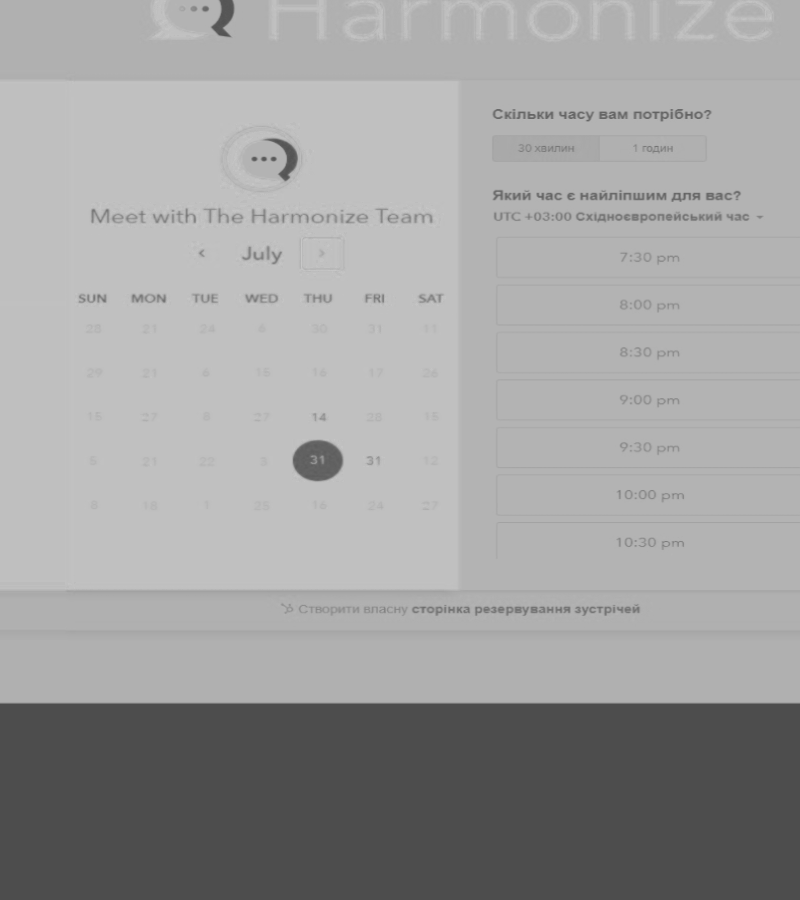 Harmonize
Meet with The Harmonize Team
July
SUN MON TUE WED THU FRI SAT
28 21 24 6 30 31 11
29 21 6 15 16 17 26
15 27 8 27 14 28 15
5 21 22 3 31 31 12
8 18 1 25 16 24 27
Скільки часу вам потрібно?
30 хвилин 1 годин
Який час є найліпшим для вас?
UTC +03:00 Східноєвропейський час
7:30 pm
8:00 pm
8:30 pm
9:00 pm
9:30 pm
10:00 pm
10:30 pm
Створити власну сторінка резервування зустрічей